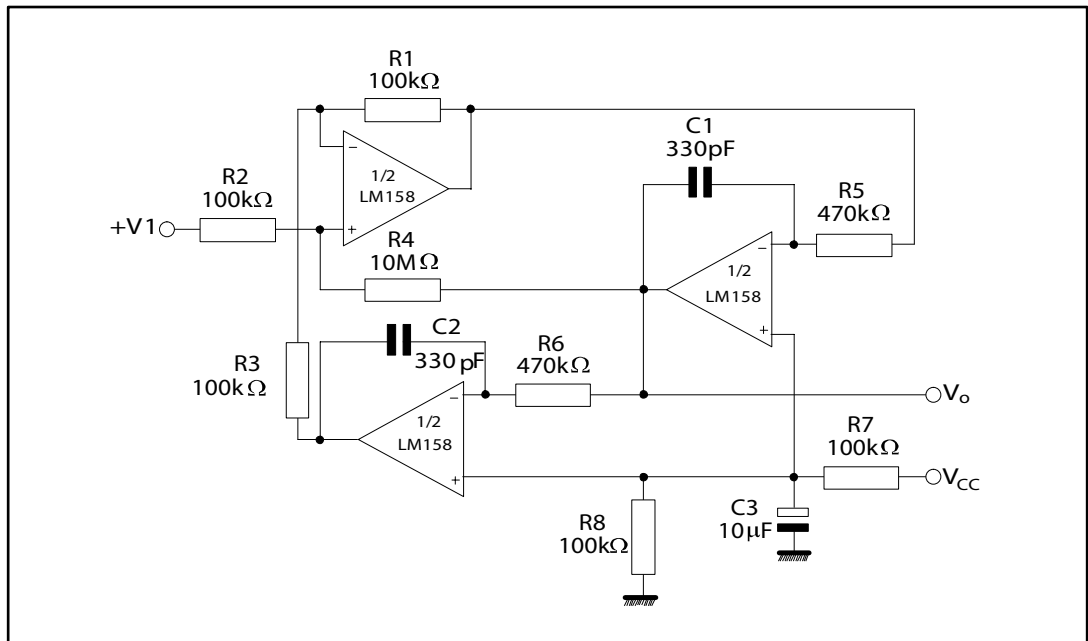 R1
100kΩ
C1
330pF
R2
100kΩ
1/2
LM158
R5
470kΩ
+V1
R4
10MΩ
1/2
LM158
C2
330 pF
R6
470kΩ
R3
100kΩ
1/2
LM158
Vo
R7
100kΩ
VCC
C3
10μF
R8
100kΩ
−
+
−
+
−
+